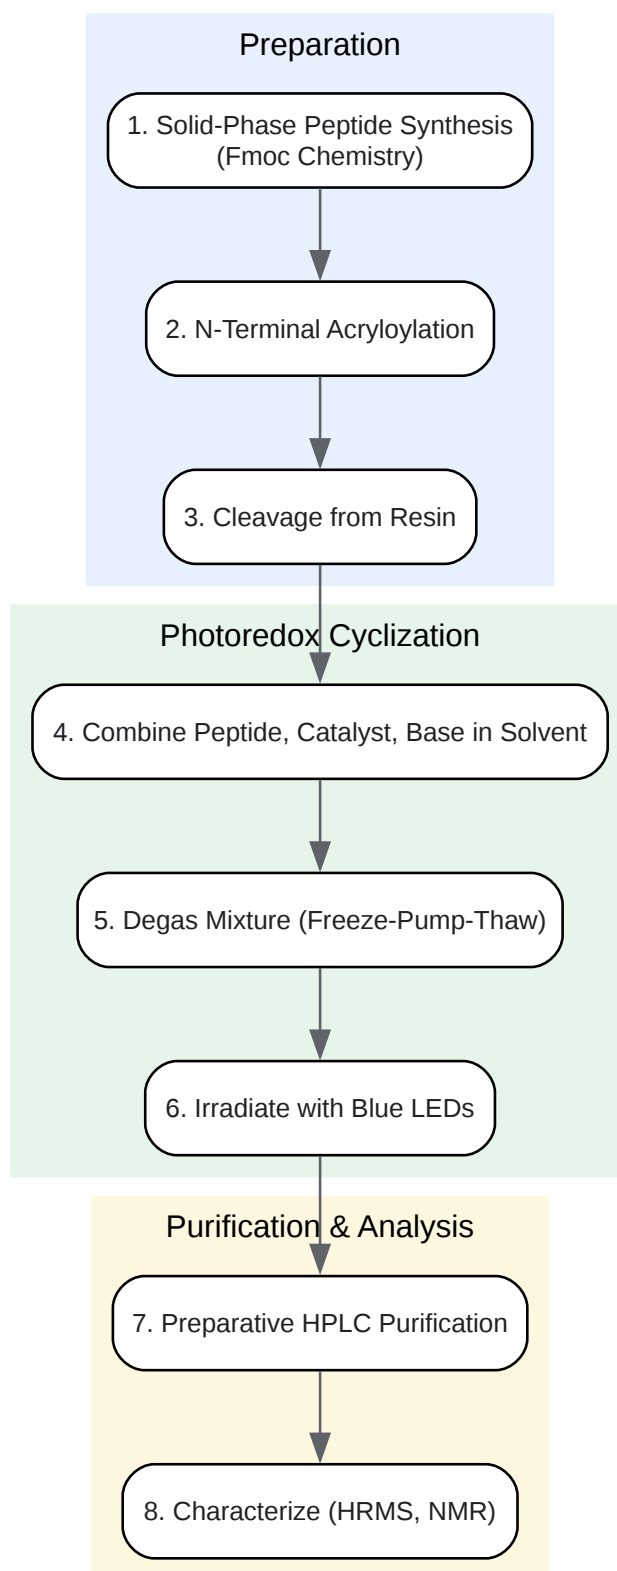 Preparation
1. Solid-Phase Peptide Synthesis
(Fmoc Chemistry)
2. N-Terminal Acryloylation
3. Cleavage from Resin
Photoredox Cyclization
4. Combine Peptide, Catalyst, Base in Solvent
5. Degas Mixture (Freeze-Pump-Thaw)
6. Irradiate with Blue LEDs
Purification & Analysis
7. Preparative HPLC Purification
8. Characterize (HRMS, NMR)